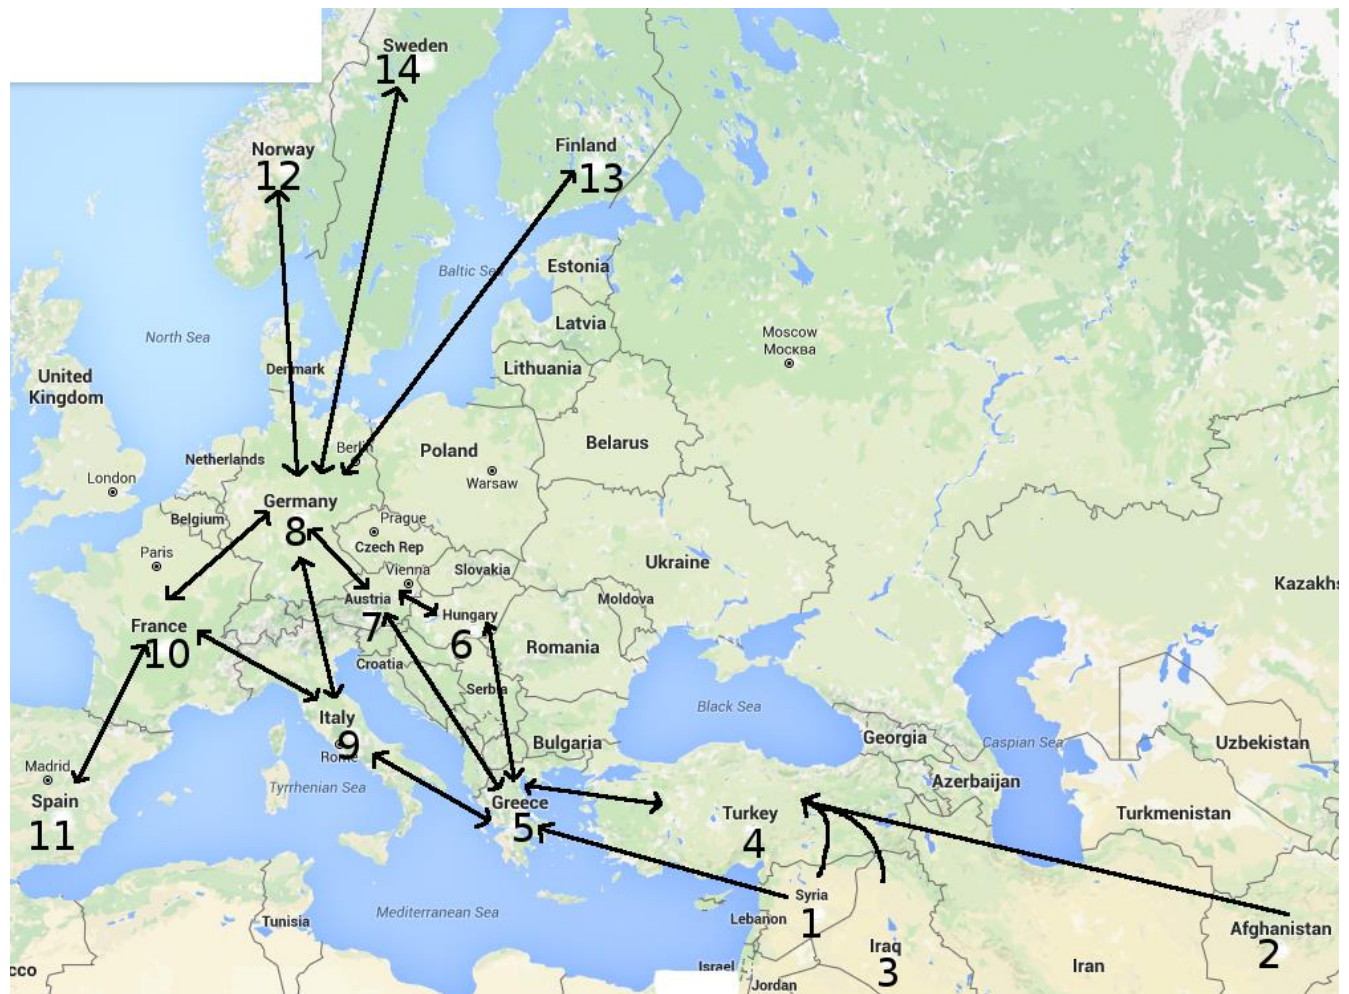 Sweden
14
Norway
12
Finland
13
Baltic Sea
Estonia
North Sea
Latvia
Moscow
Москва
Denmark
Lithuania
United
Kingdom
Belarus
Berlin
Poland
Netherlands
London
Warsaw
Germany
8
Belgium
Prague
Czech Rep
Paris
Ukraine
Vienna
Slovakia
Kazakhs
Austria
7
Hungary
6
Moldova
France
10
Romania
Croatia
Serbia
Italy
9
Rome
Black Sea
Georgia
Caspian Sea
Uzbekistan
Bulgaria
Madrid
Spain
11
Tyrrhenian Sea
Azerbaijan
Greece
5
Turkey
4
Turkmenistan
Syria
1
Mediterranean Sea
Tunisia
Lebanon
Afghanistan
2
Iraq
3
cco
Israel
Iran
Jordan